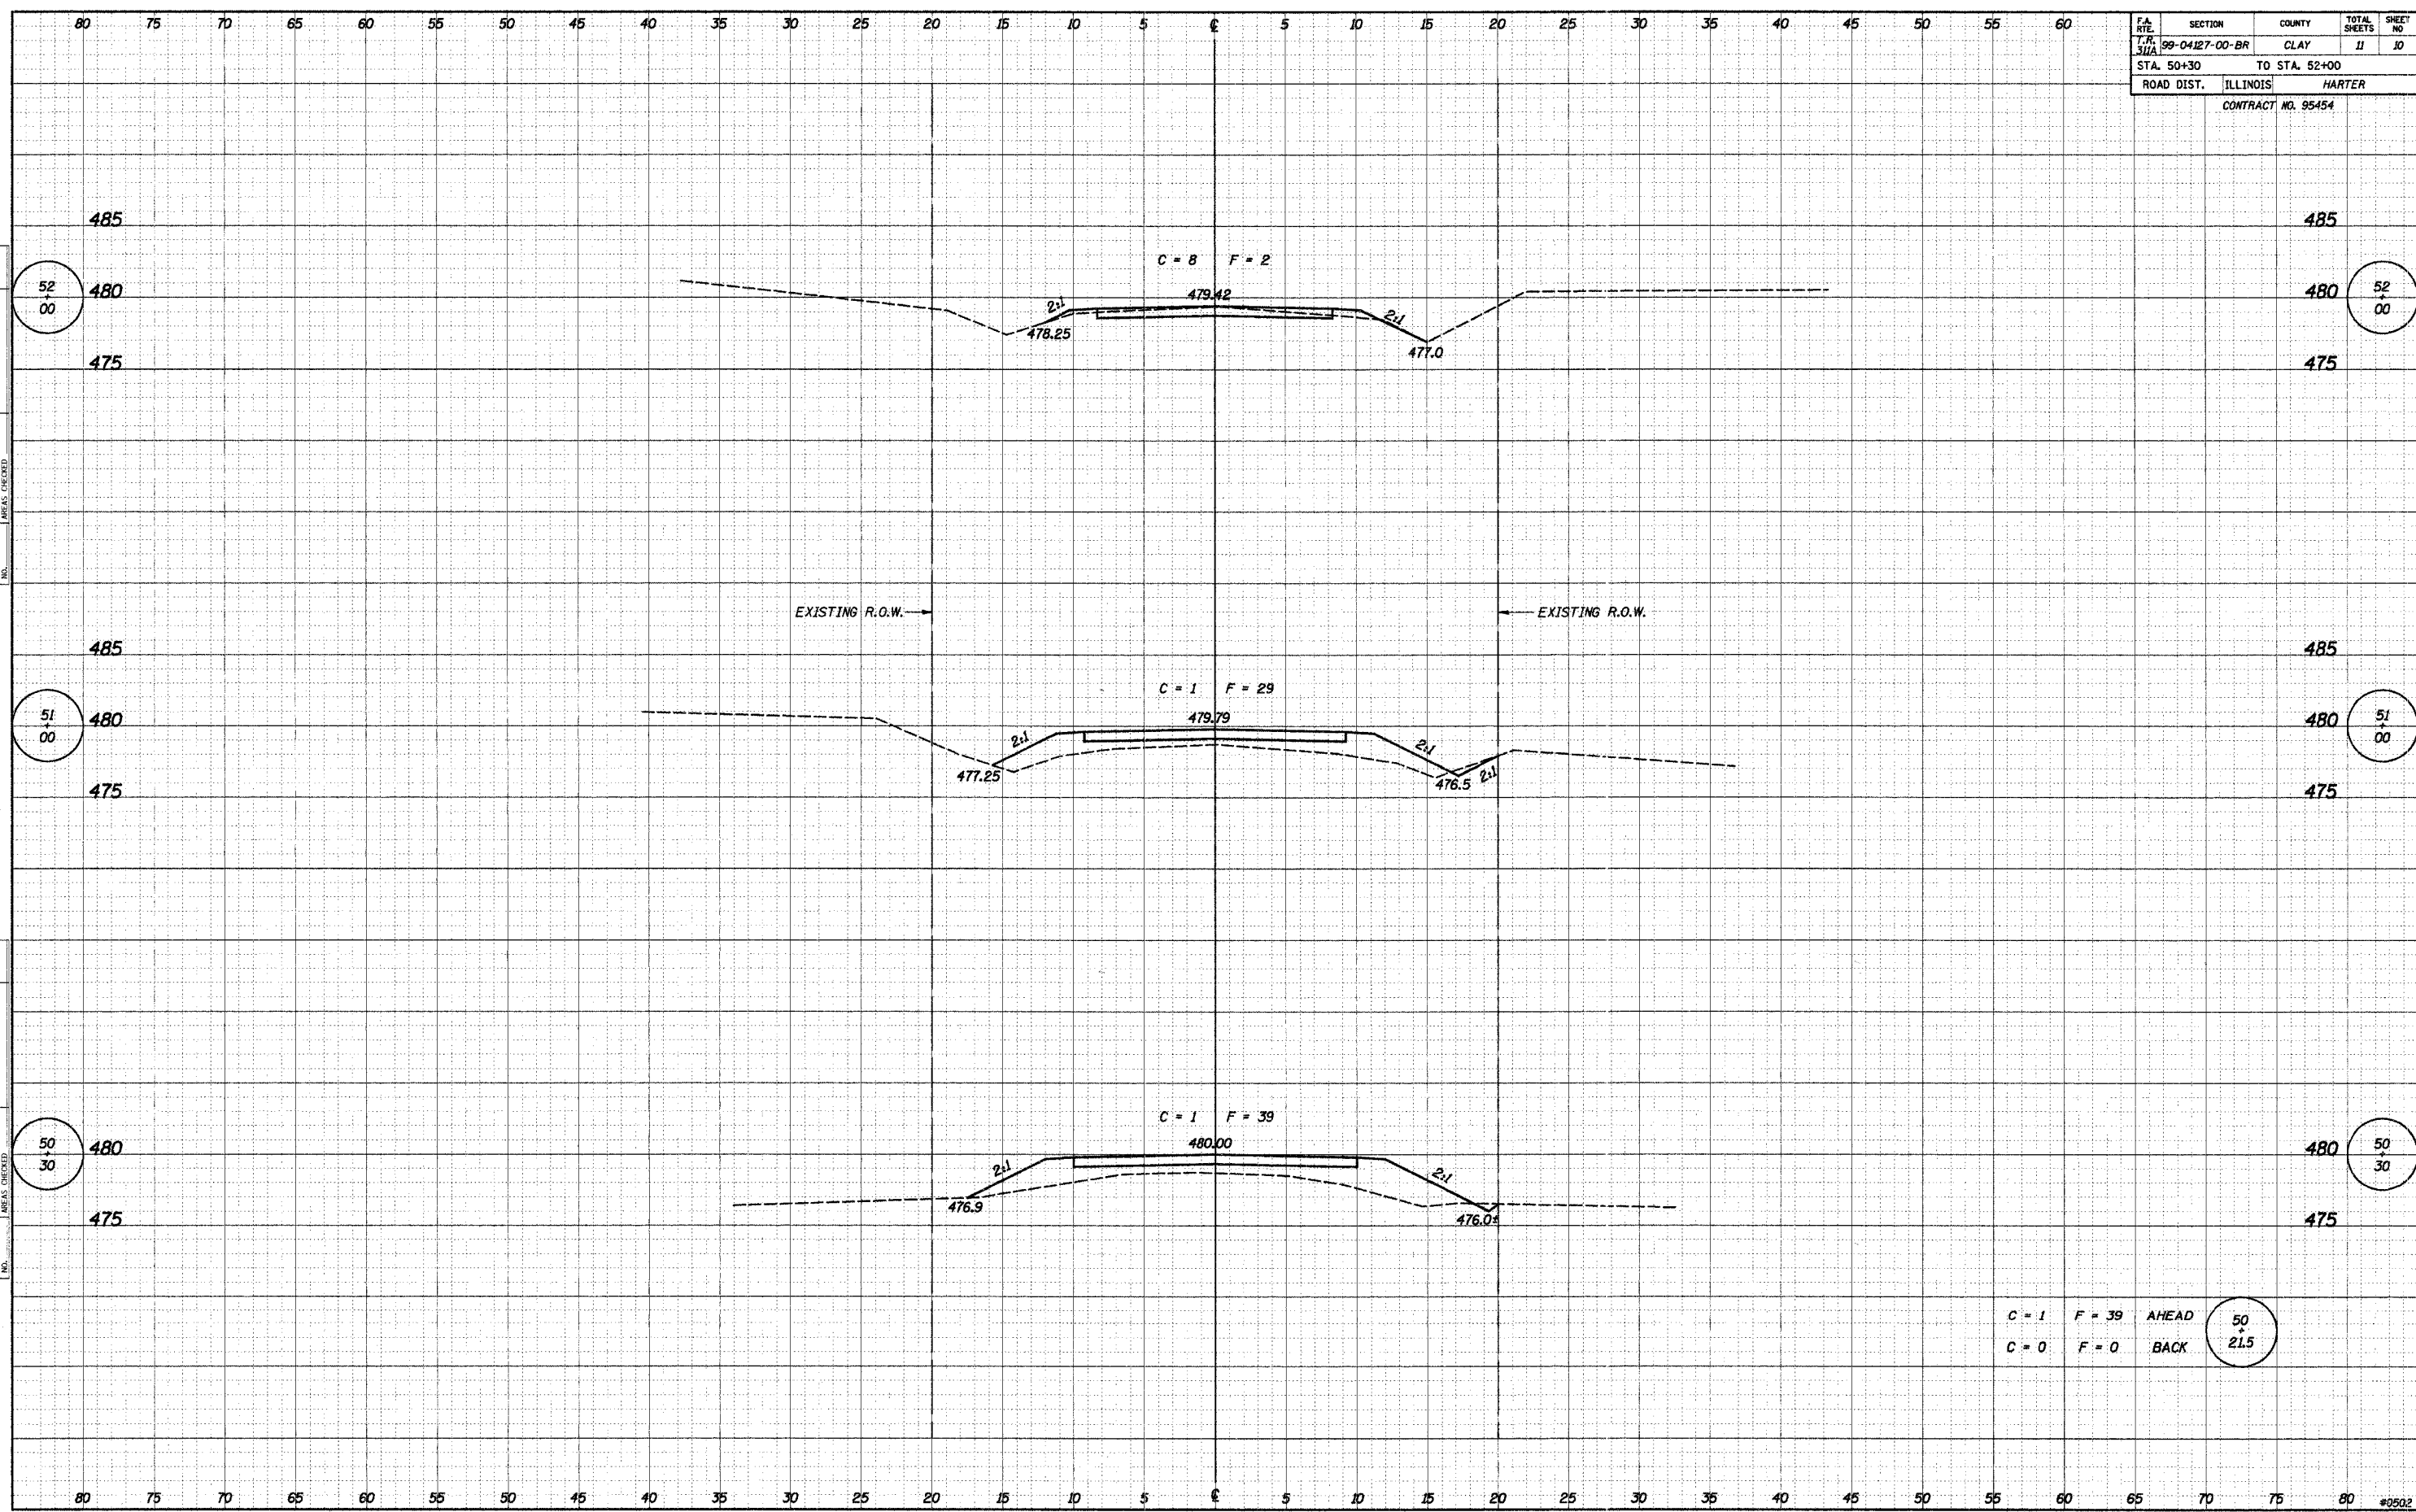 80 75 70 65 60 55 50 45 40 35 30 25 20 15 10 5 ℄ 5 10 15 20 25 30 35 40 45 50 55 60
F.A. RTE. SECTION COUNTY TOTAL SHEETS SHEET NO
T.R. 311A 99-04127-00-BR CLAY 11 10
STA. 50+30 TO STA. 52+00
ROAD DIST. ILLINOIS HARTER
CONTRACT NO. 95454
485 485
C = 8 F = 2
52 + 00 480 479.42 480 52 + 00
2:1 2:1
478.25 477.0
475 475
AREAS CHECKED
NO.
EXISTING R.O.W. EXISTING R.O.W.
485 485
C = 1 F = 29
51 + 00 480 479.79 480 51 + 00
2:1 2:1
477.25 476.5 2:1
475 475
C = 1 F = 39
50 + 30 480 480.00 480 50 + 30
2:1 2:1
476.9 476.0±
475 475
AREAS CHECKED
NO.
C = 1 F = 39 AHEAD
50 + 21.5
C = 0 F = 0 BACK
80 75 70 65 60 55 50 45 40 35 30 25 20 15 10 5 ℄ 5 10 15 20 25 30 35 40 45 50 55 60 65 70 75 80
#0502